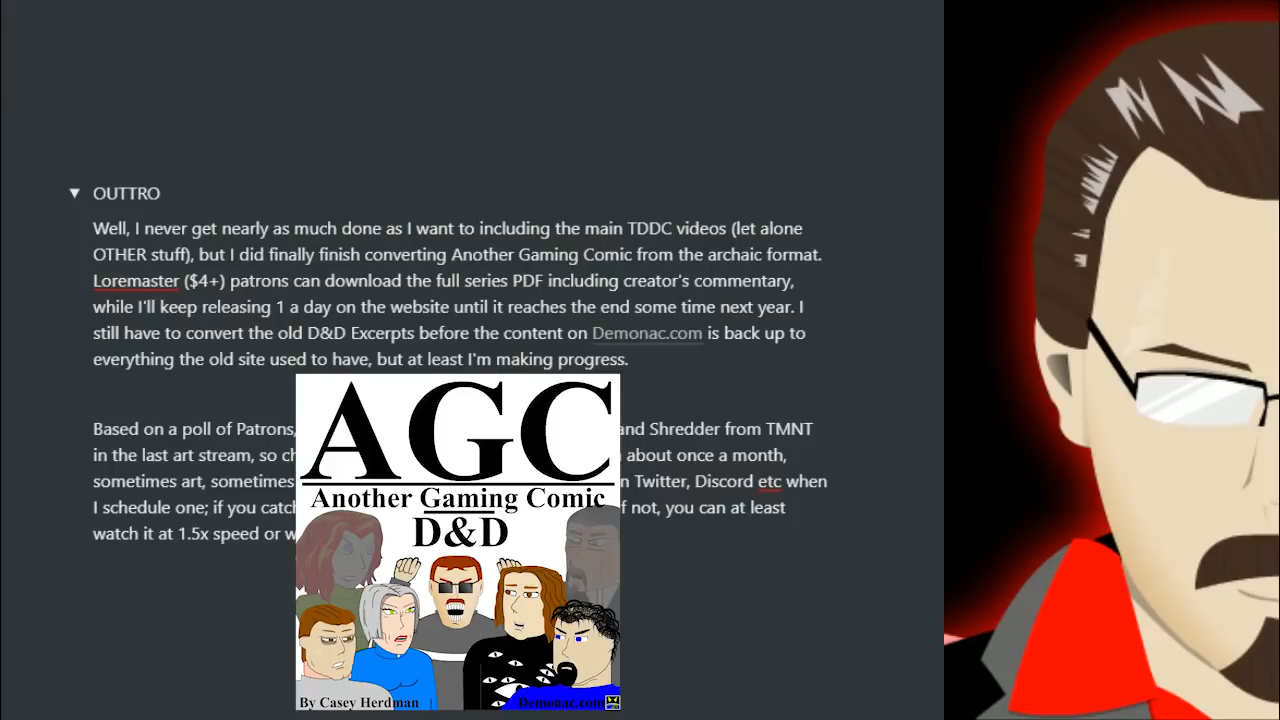 OUTTRO
Well, I never get nearly as much done as I want to including the main TDDC videos (let alone
OTHER stuff), but I did finally finish converting Another Gaming Comic from the archaic format.
Loremaster ($4+) patrons can download the full series PDF including creator's commentary,
while I'll keep releasing 1 a day on the website until it reaches the end some time next year. I
still have to convert the old D&D Excerpts before the content on Demonac.com is back up to
everything the old site used to have, but at least I'm making progress.
Based on a poll of Patrons, and Shredder from TMNT
in the last art stream, so about once a month,
sometimes art, sometimes Twitter, Discord etc when
I schedule one; if you not, you can at least
watch it at 1.5x speed or
AGC
Another Gaming Comic
D&D
By Casey Herdman
Demonac.com